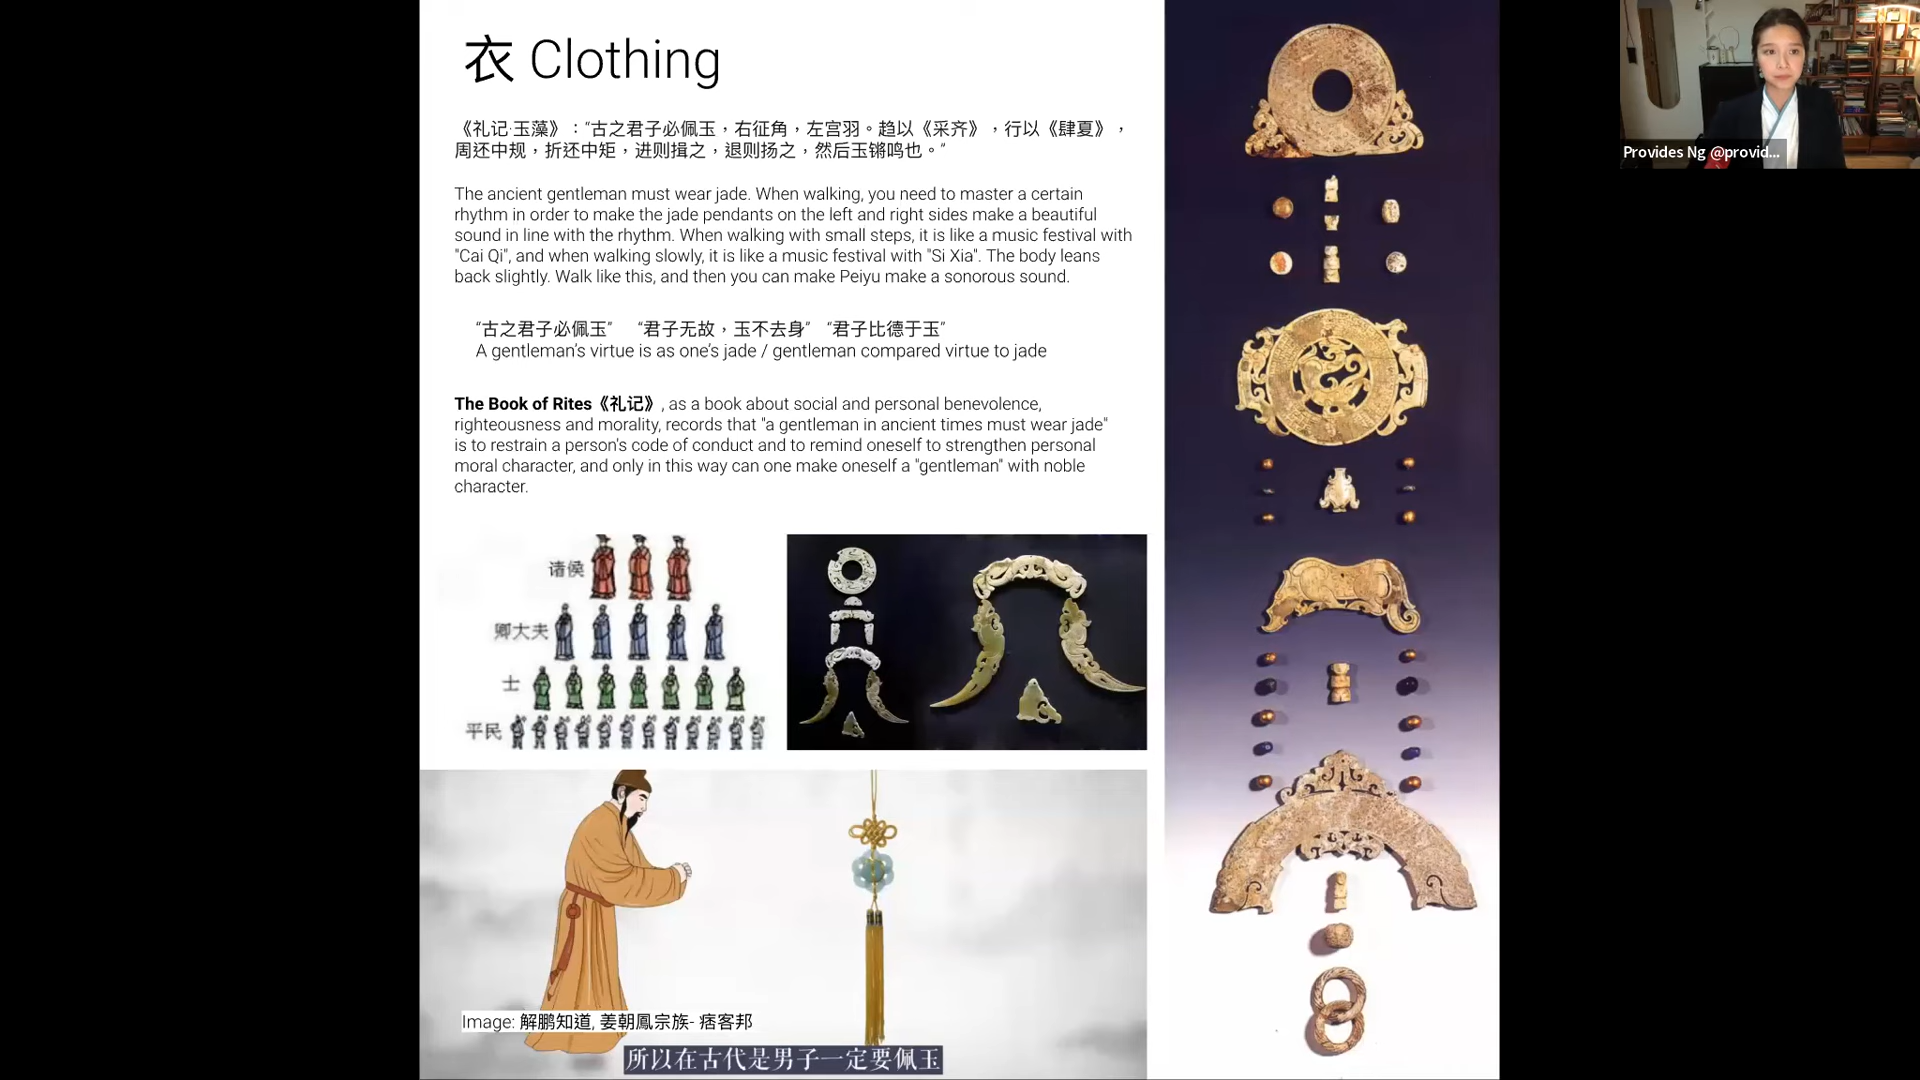 衣 Clothing
《礼记·玉藻》：“古之君子必佩玉，右征角，左宫羽。趋以《采齐》，行以《肆夏》，
周还中规，折还中矩，进则揖之，退则扬之，然后玉锵鸣也。“
The ancient gentleman must wear jade. When walking, you need to master a certain
rhythm in order to make the jade pendants on the left and right sides make a beautiful
sound in line with the rhythm. When walking with small steps, it is like a music festival with
"Cai Qi", and when walking slowly, it is like a music festival with "Si Xia". The body leans
back slightly. Walk like this, and then you can make Peiyu make a sonorous sound.
“古之君子必佩玉” “君子无故，玉不去身” “君子比德于玉”
A gentleman's virtue is as one's jade / gentleman compared virtue to jade
The Book of Rites《礼记》, as a book about social and personal benevolence,
righteousness and morality, records that "a gentleman in ancient times must wear jade"
is to restrain a person's code of conduct and to remind oneself to strengthen personal
moral character, and only in this way can one make oneself a "gentleman" with noble
character.
诸侯
卿大夫
士
平民
Image: 解鹏知道, 姜朝鳳宗族- 痞客邦
所以在古代是男子一定要佩玉
Provides Ng @provid...